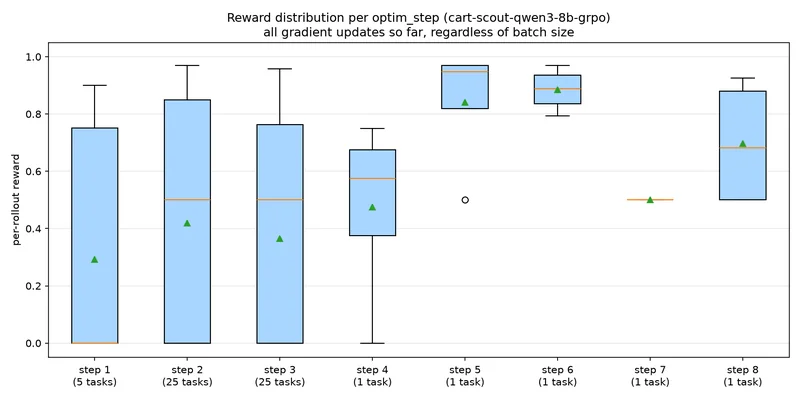 Reward distribution per optim_step (cart-scout-qwen3-8b-grpo)
all gradient updates so far, regardless of batch size
per-rollout reward
1.0
0.8
0.6
0.4
0.2
0.0
step 1
(5 tasks)
step 2
(25 tasks)
step 3
(25 tasks)
step 4
(1 task)
step 5
(1 task)
step 6
(1 task)
step 7
(1 task)
step 8
(1 task)